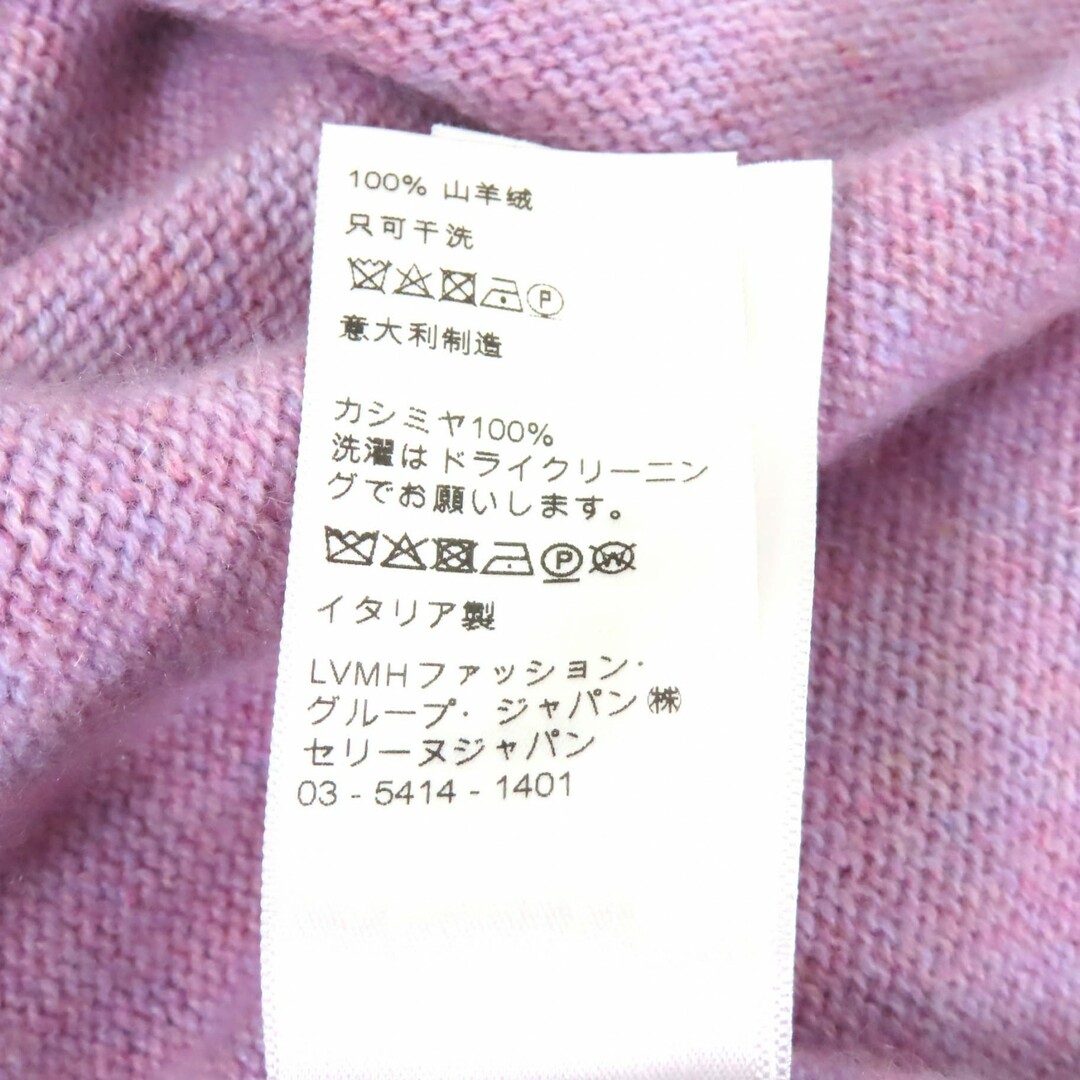 100% 山羊绒
只可干洗
P
意大利制造
カシミヤ100%
洗濯はドライクリーニン
グでお願いします。
P W
イタリア製
LVMHファッション·
グループ· ジャパン㈱
セリーヌジャパン
03 - 5414 - 1401